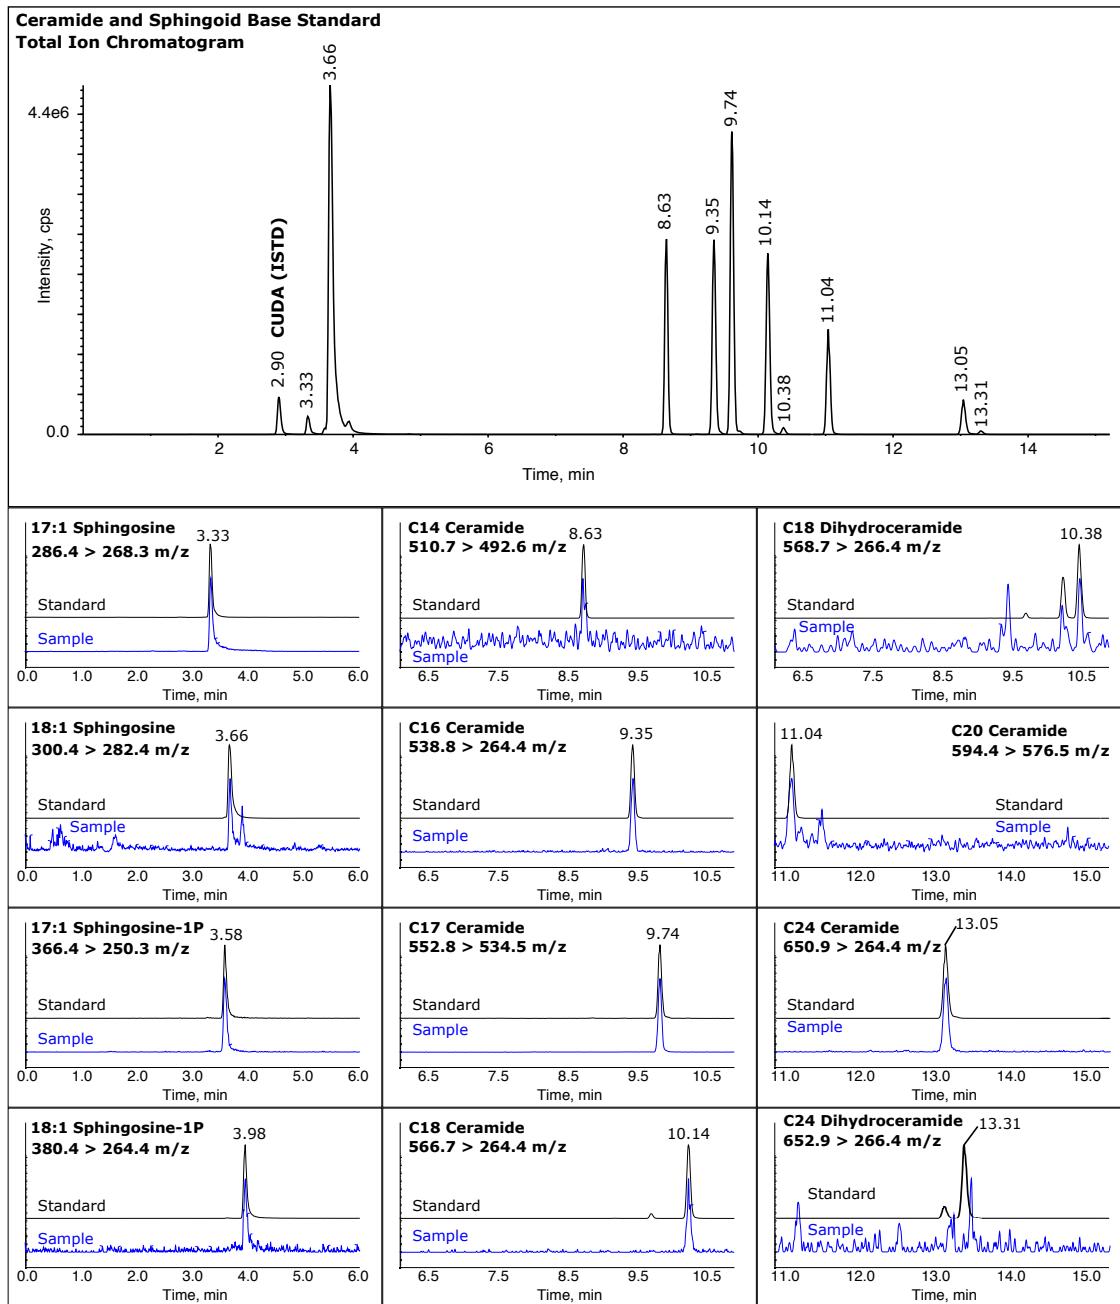 Ceramide and Sphingoid Base Standard
Total Ion Chromatogram
4.4e6
0.0
Intensity, cps
2.90 CUDA (ISTD)
3.33
3.66
8.63
9.35
9.74
10.14
10.38
11.04
13.05
13.31
2 4 6 8 10 12 14
Time, min
17:1 Sphingosine
286.4 > 268.3 m/z
3.33
Standard
Sample
0.0 1.0 2.0 3.0 4.0 5.0 6.0
Time, min
C14 Ceramide
510.7 > 492.6 m/z
8.63
Standard
Sample
6.5 7.5 8.5 9.5 10.5
Time, min
C18 Dihydroceramide
568.7 > 266.4 m/z
10.38
Standard
Sample
6.5 7.5 8.5 9.5 10.5
Time, min
18:1 Sphingosine
300.4 > 282.4 m/z
3.66
Standard
Sample
0.0 1.0 2.0 3.0 4.0 5.0 6.0
Time, min
C16 Ceramide
538.8 > 264.4 m/z
9.35
Standard
Sample
6.5 7.5 8.5 9.5 10.5
Time, min
11.04
C20 Ceramide
594.4 > 576.5 m/z
Standard
Sample
11.0 12.0 13.0 14.0 15.0
Time, min
17:1 Sphingosine-1P
366.4 > 250.3 m/z
3.58
Standard
Sample
0.0 1.0 2.0 3.0 4.0 5.0 6.0
Time, min
C17 Ceramide
552.8 > 534.5 m/z
9.74
Standard
Sample
6.5 7.5 8.5 9.5 10.5
Time, min
C24 Ceramide
650.9 > 264.4 m/z
13.05
Standard
Sample
11.0 12.0 13.0 14.0 15.0
Time, min
18:1 Sphingosine-1P
380.4 > 264.4 m/z
3.98
Standard
Sample
0.0 1.0 2.0 3.0 4.0 5.0 6.0
Time, min
C18 Ceramide
566.7 > 264.4 m/z
10.14
Standard
Sample
6.5 7.5 8.5 9.5 10.5
Time, min
C24 Dihydroceramide
652.9 > 266.4 m/z
13.31
Standard
Sample
11.0 12.0 13.0 14.0 15.0
Time, min